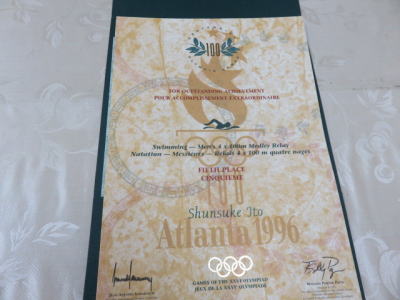 100
FOR OUTSTANDING ACHIEVEMENT
POUR ACCOMPLISSEMENT EXTRAORDINAIRE
Swimming — Men's 4 x 100m Medley Relay
Natation — Messieurs — Relais 4 x 100 m quatre nages
FIFTH PLACE
CINQUIEME
Shunsuke Ito
Atlanta 1996
GAMES OF THE XXVI OLYMPIAD
JEUX DE LA XXVIE OLYMPIADE